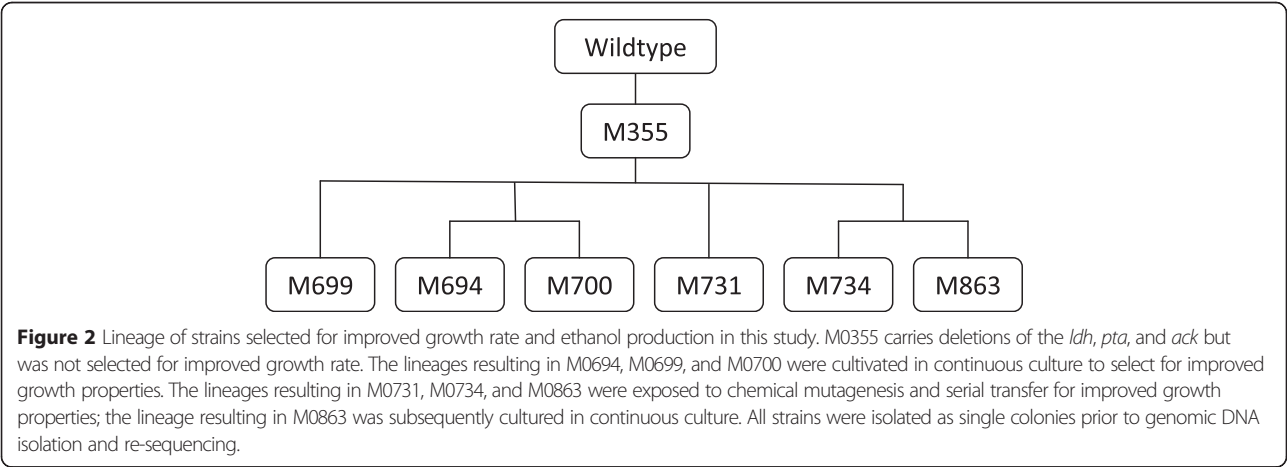 Wildtype
M355
M699 M694 M700 M731 M734 M863
Figure 2 Lineage of strains selected for improved growth rate and ethanol production in this study. M0355 carries deletions of the ldh, pta, and ack but
was not selected for improved growth rate. The lineages resulting in M0694, M0699, and M0700 were cultivated in continuous culture to select for improved
growth properties. The lineages resulting in M0731, M0734, and M0863 were exposed to chemical mutagenesis and serial transfer for improved growth
properties; the lineage resulting in M0863 was subsequently cultured in continuous culture. All strains were isolated as single colonies prior to genomic DNA
isolation and re-sequencing.